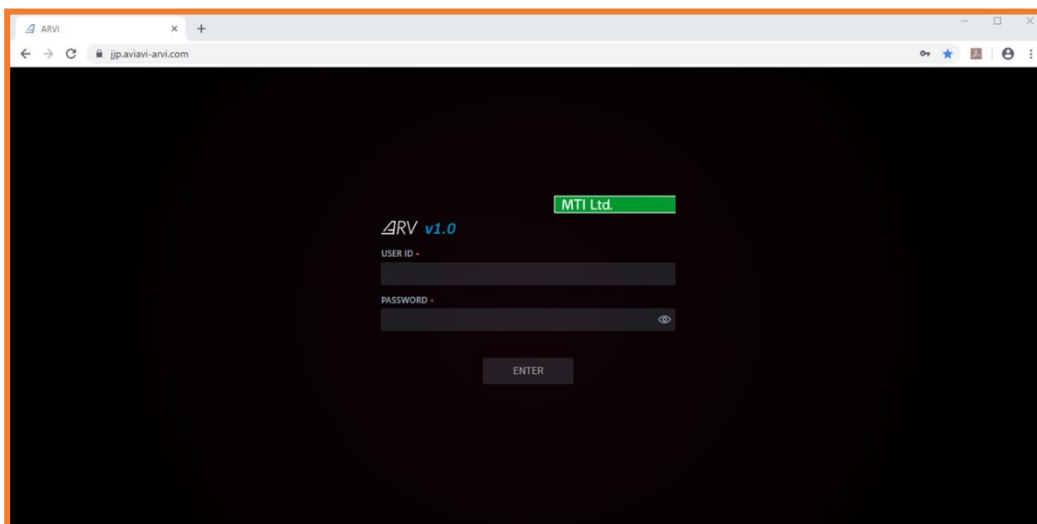 ARVI
jjp.aviavi-arvi.com
MTI Ltd.
ARV v1.0
USER ID
PASSWORD
ENTER